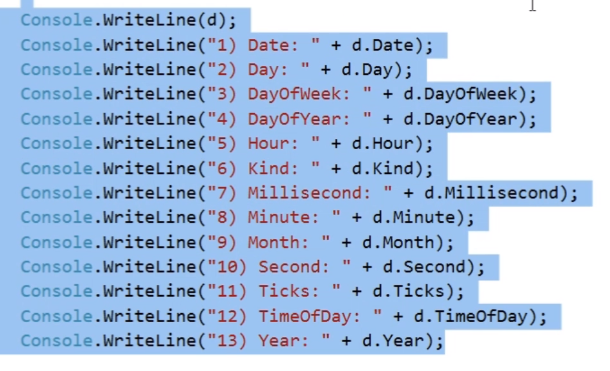 Console.WriteLine(d);
Console.WriteLine("1) Date: " + d.Date);
Console.WriteLine("2) Day: " + d.Day);
Console.WriteLine("3) DayOfWeek: " + d.DayOfWeek);
Console.WriteLine("4) DayOfYear: " + d.DayOfYear);
Console.WriteLine("5) Hour: " + d.Hour);
Console.WriteLine("6) Kind: " + d.Kind);
Console.WriteLine("7) Millisecond: " + d.Millisecond);
Console.WriteLine("8) Minute: " + d.Minute);
Console.WriteLine("9) Month: " + d.Month);
Console.WriteLine("10) Second: " + d.Second);
Console.WriteLine("11) Ticks: " + d.Ticks);
Console.WriteLine("12) TimeOfDay: " + d.TimeOfDay);
Console.WriteLine("13) Year: " + d.Year);